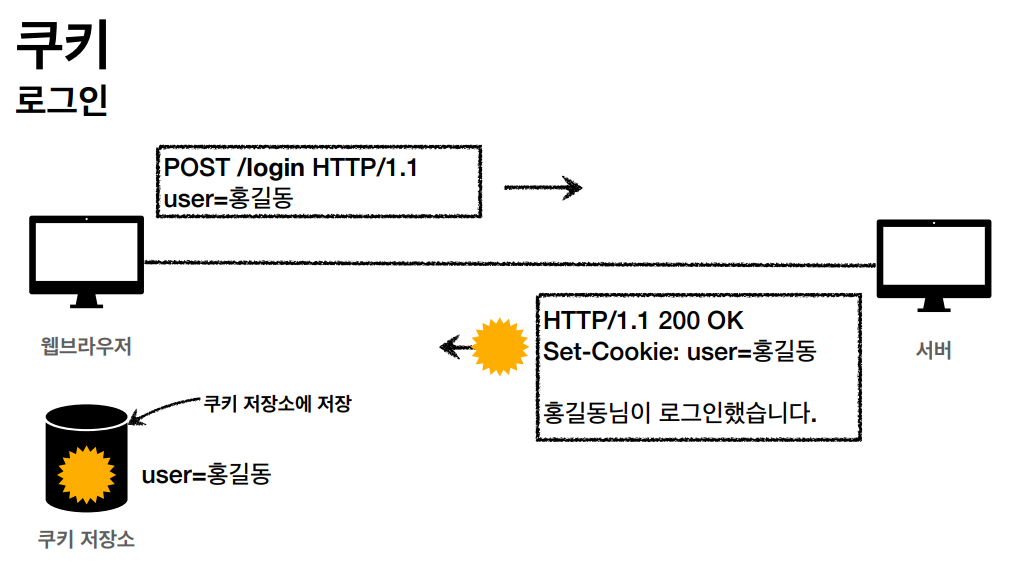 쿠키
로그인
POST /login HTTP/1.1
user=홍길동
웹브라우저
서버
HTTP/1.1 200 OK
Set-Cookie: user=홍길동
홍길동님이 로그인했습니다.
쿠키 저장소에 저장
user=홍길동
쿠키 저장소